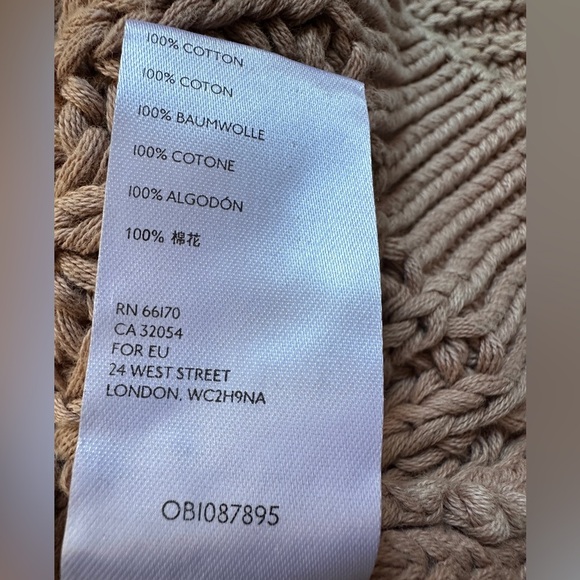 100% COTTON
100% COTON
100% BAUMWOLLE
100% COTONE
100% ALGODÓN
100% 棉花
RN 66170
CA 32054
FOR EU
24 WEST STREET
LONDON, WC2H9NA
OB1087895